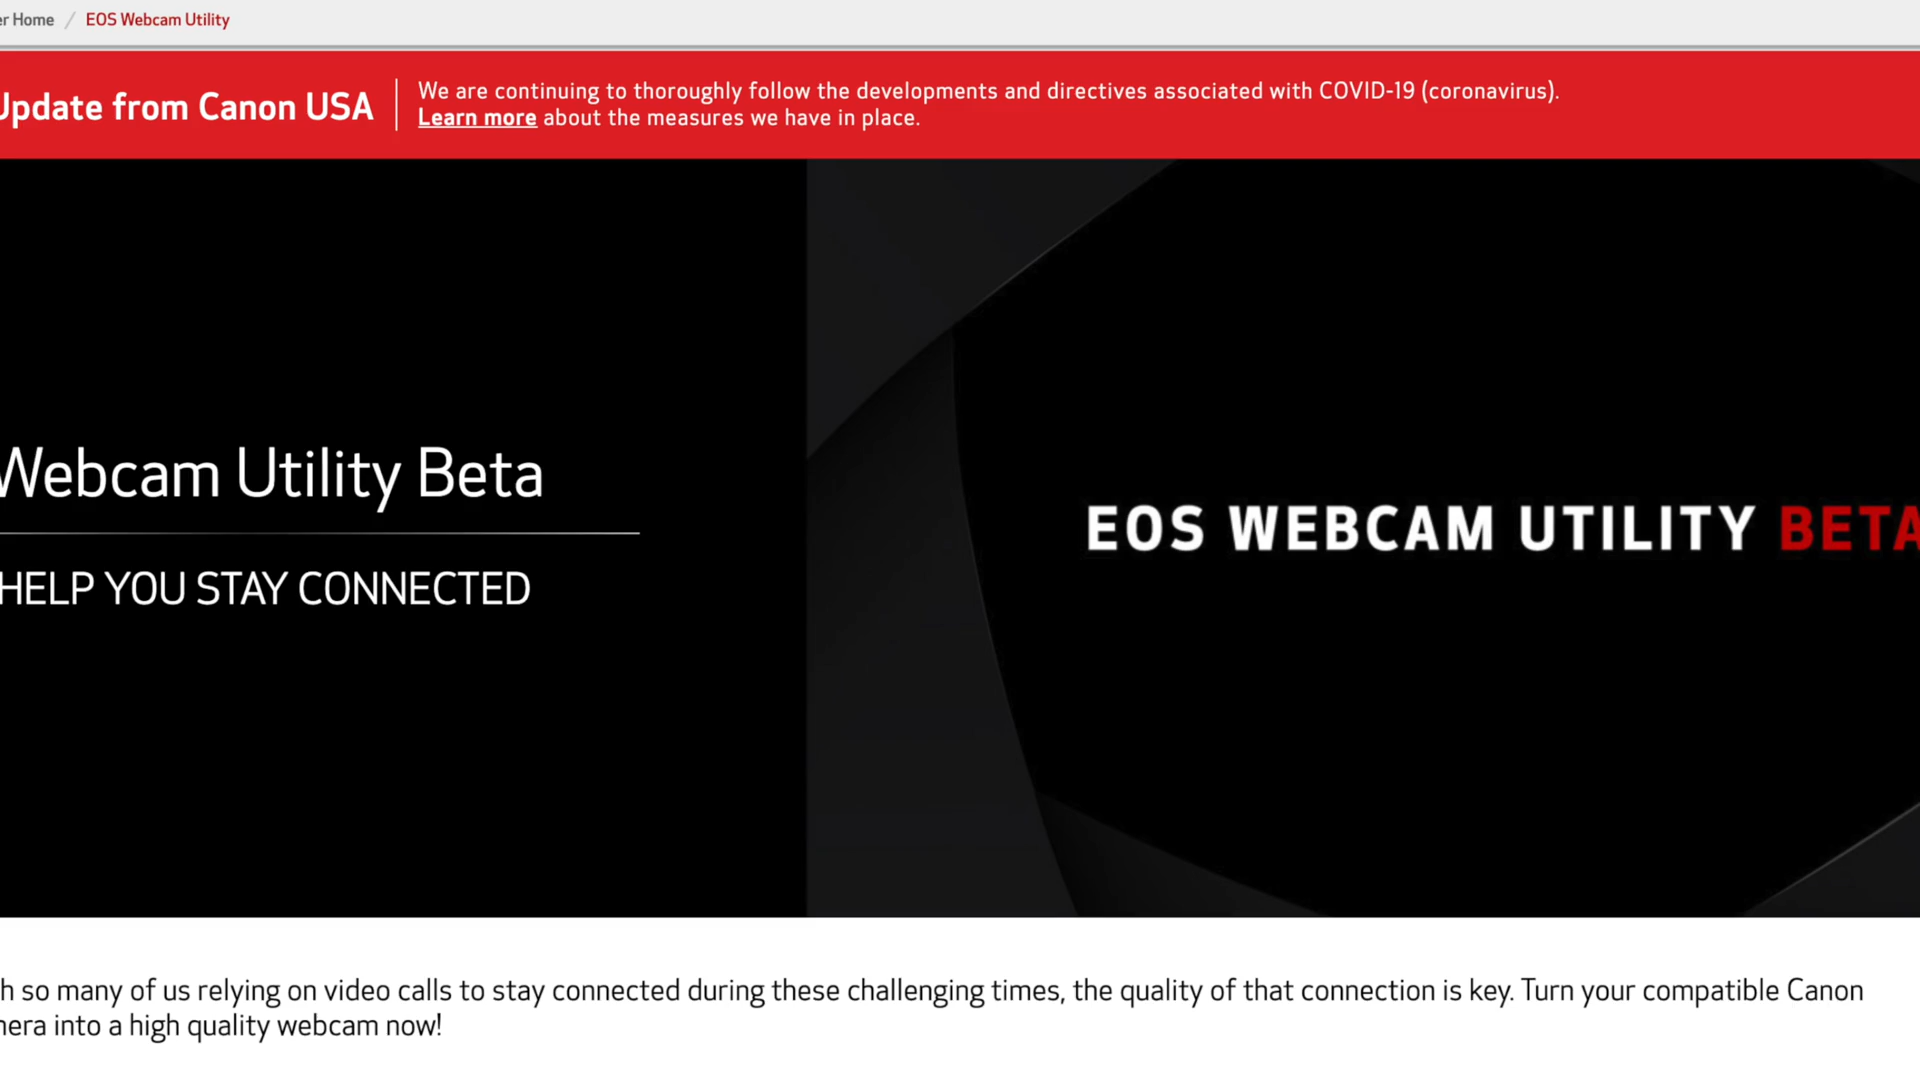 Home / EOS Webcam Utility
Update from Canon USA
We are continuing to thoroughly follow the developments and directives associated with COVID-19 (coronavirus).
Learn more about the measures we have in place.
Webcam Utility Beta
HELP YOU STAY CONNECTED
EOS WEBCAM UTILITY BETA
so many of us relying on video calls to stay connected during these challenging times, the quality of that connection is key. Turn your compatible Canon
into a high quality webcam now!